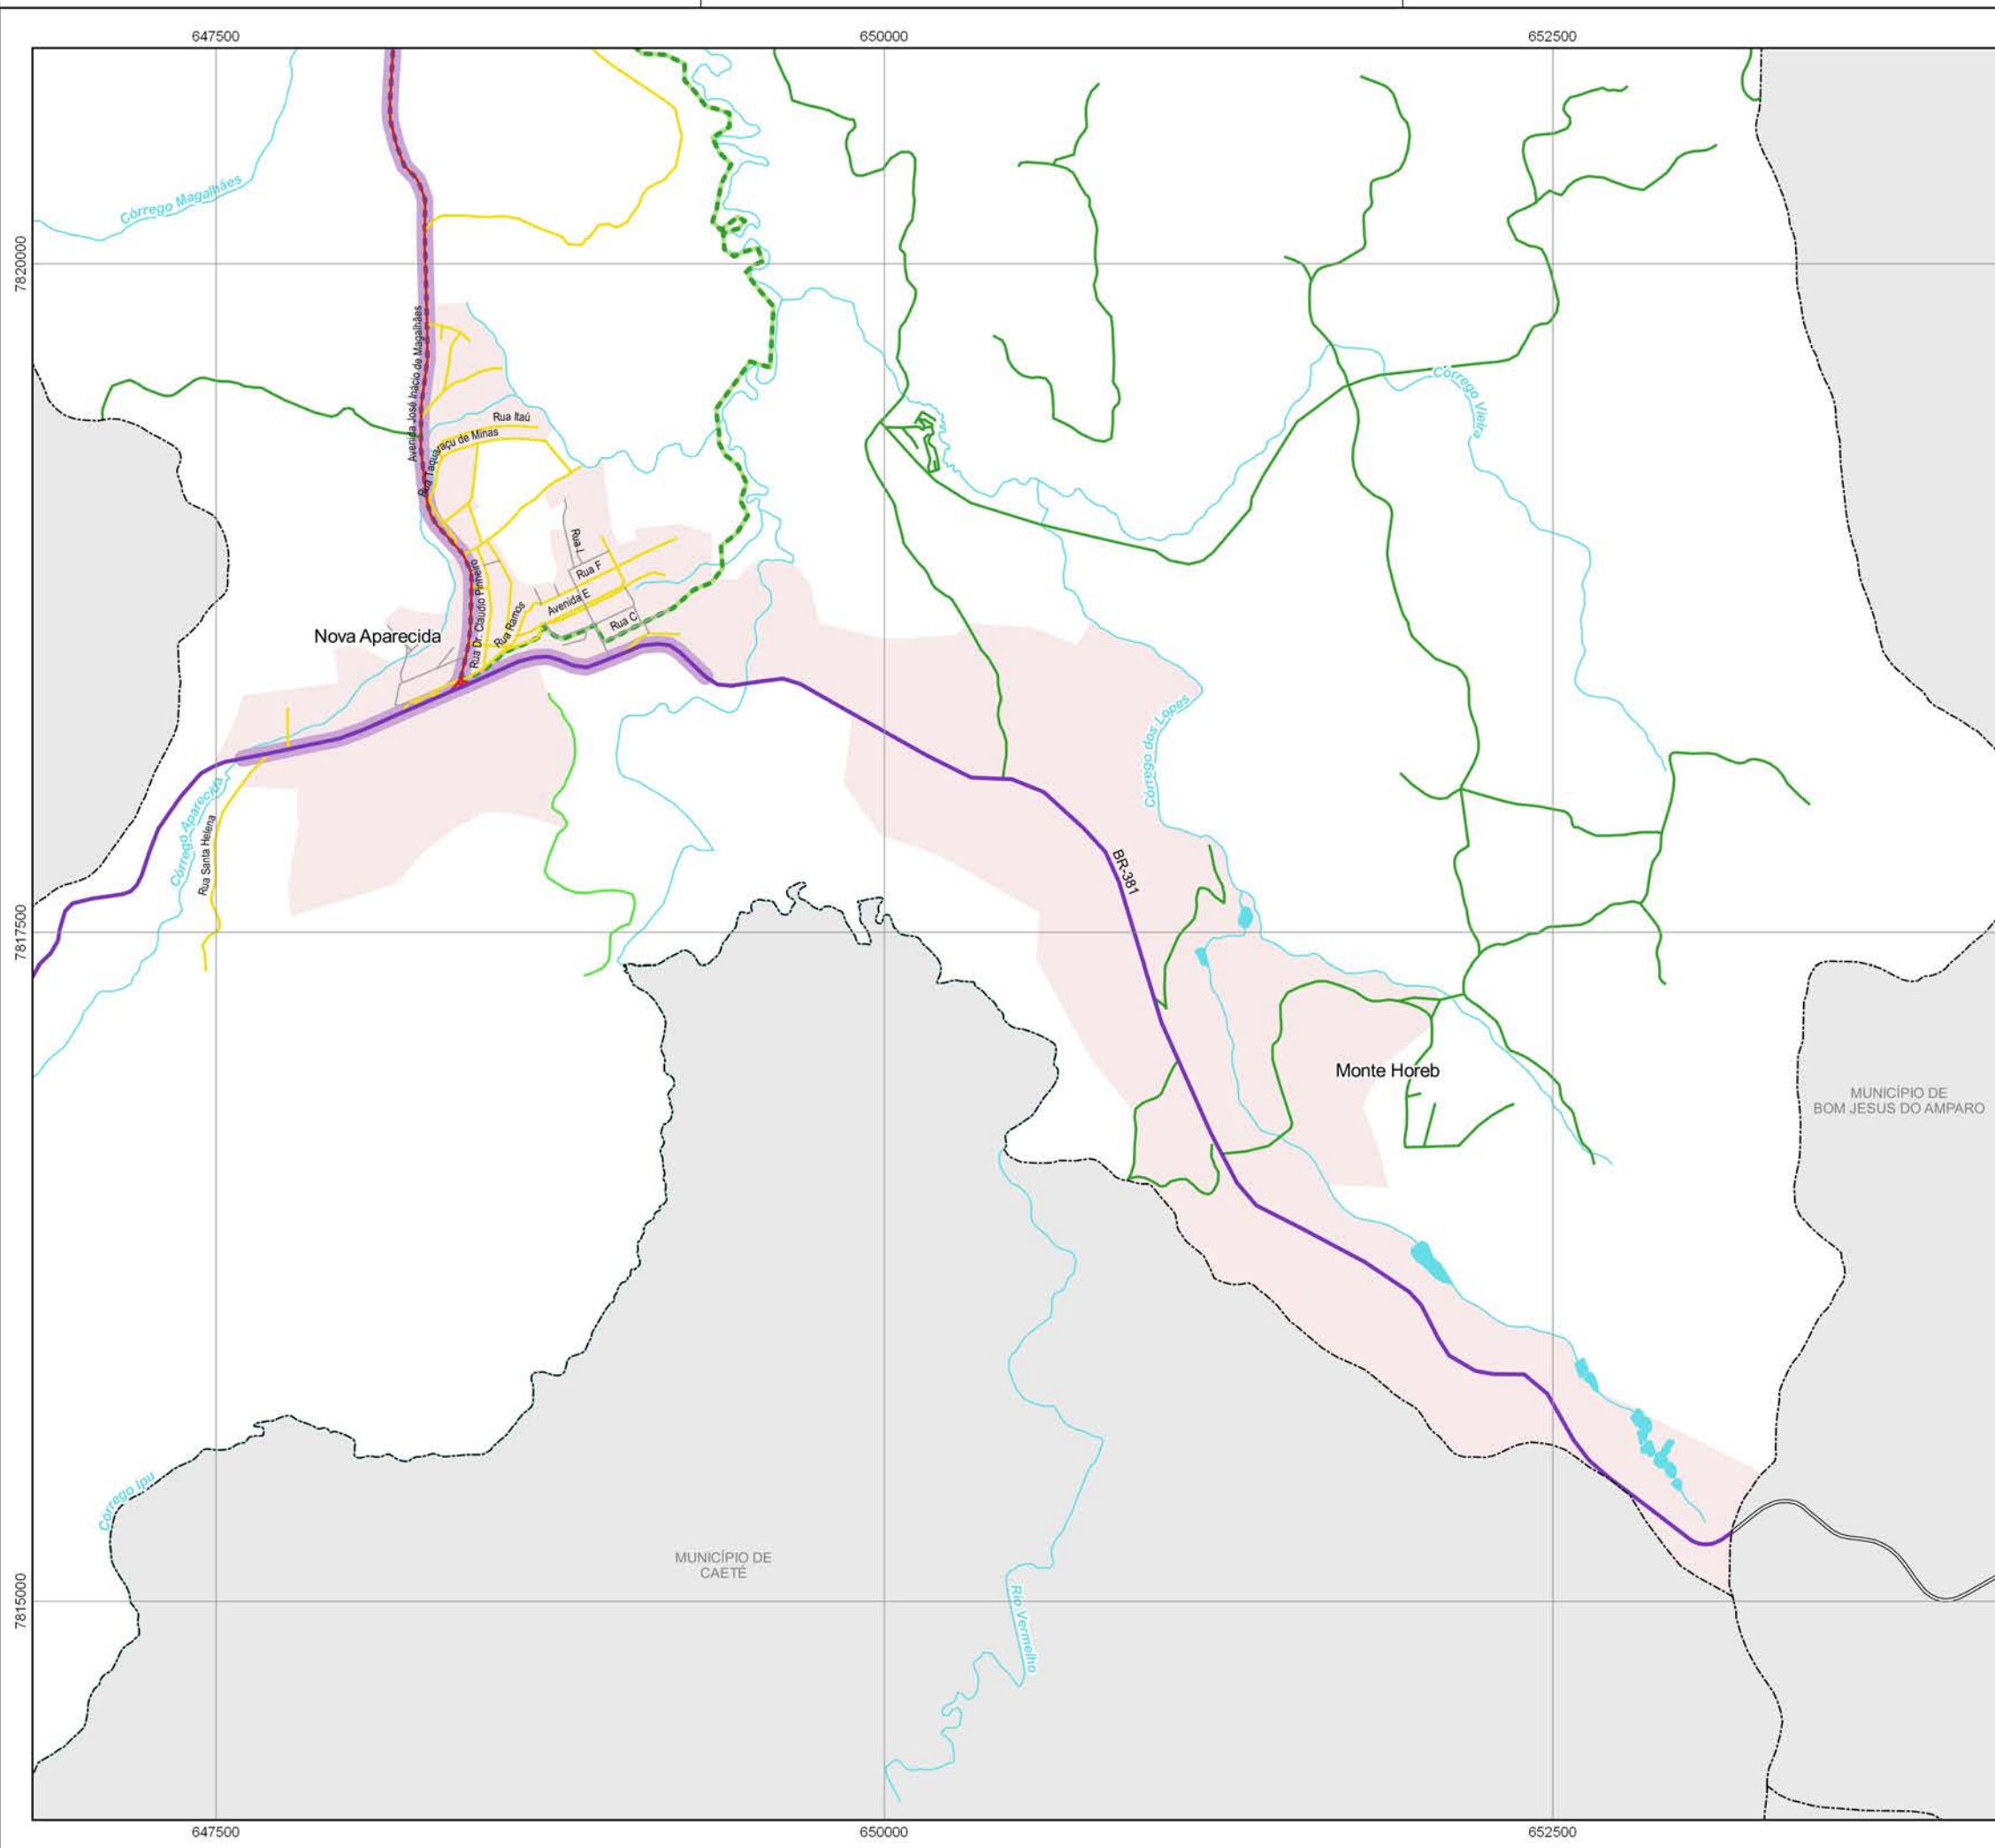 647500
650000
652500
Córrego Magalhães
7820000
Avenida José Inácio de Magalhães
Córrego Vieira
Rua Itaú
Rua Taquaraçu de Minas
Rua I
Rua F
Rua Dr. Claudio Pinheiro
Avenida E
Rua Ramos
Rua C
Nova Aparecida
Córrego dos Lopes
Córrego Aparecida
Rua Santa Helena
BR-381
7817500
Monte Horeb
MUNICÍPIO DE
BOM JESUS DO AMPARO
Córrego Ipu
MUNICÍPIO DE
CAETÉ
7815000
Rio Vermelho
647500
650000
652500